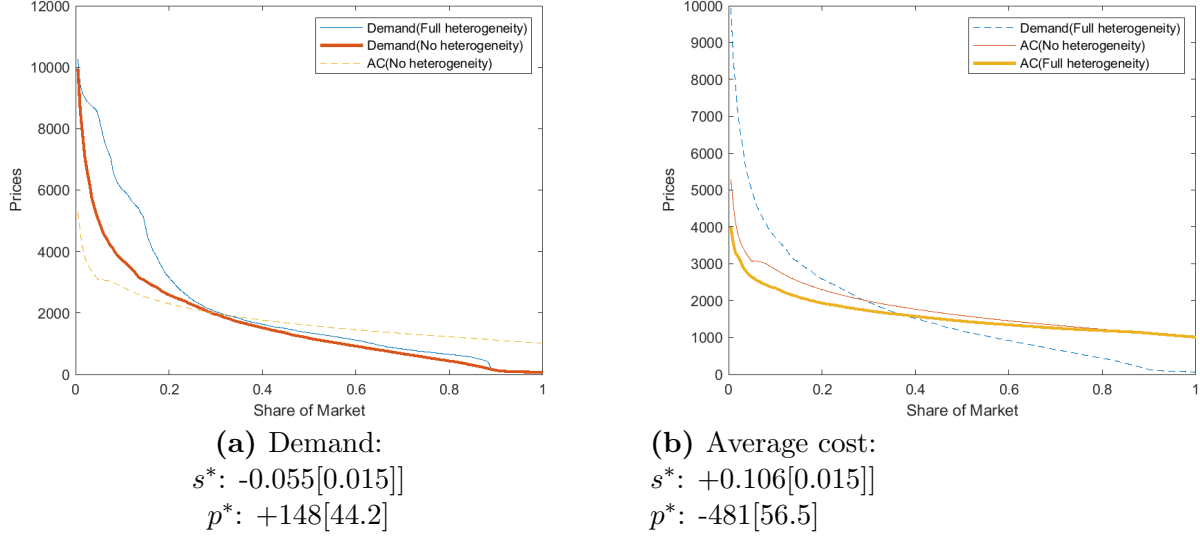 Demand(Full heterogeneity)
Demand(No heterogeneity)
AC(No heterogeneity)
12000
10000
8000
6000
4000
2000
0
Prices
0
0.2
0.4
0.6
0.8
1
Share of Market
(a) Demand:
s*: -0.055[0.015]]
p*: +148[44.2]
Demand(Full heterogeneity)
AC(No heterogeneity)
AC(Full heterogeneity)
10000
9000
8000
7000
6000
5000
4000
3000
2000
1000
0
Prices
0
0.2
0.4
0.6
0.8
1
Share of Market
(b) Average cost:
s*: +0.106[0.015]]
p*: -481[56.5]